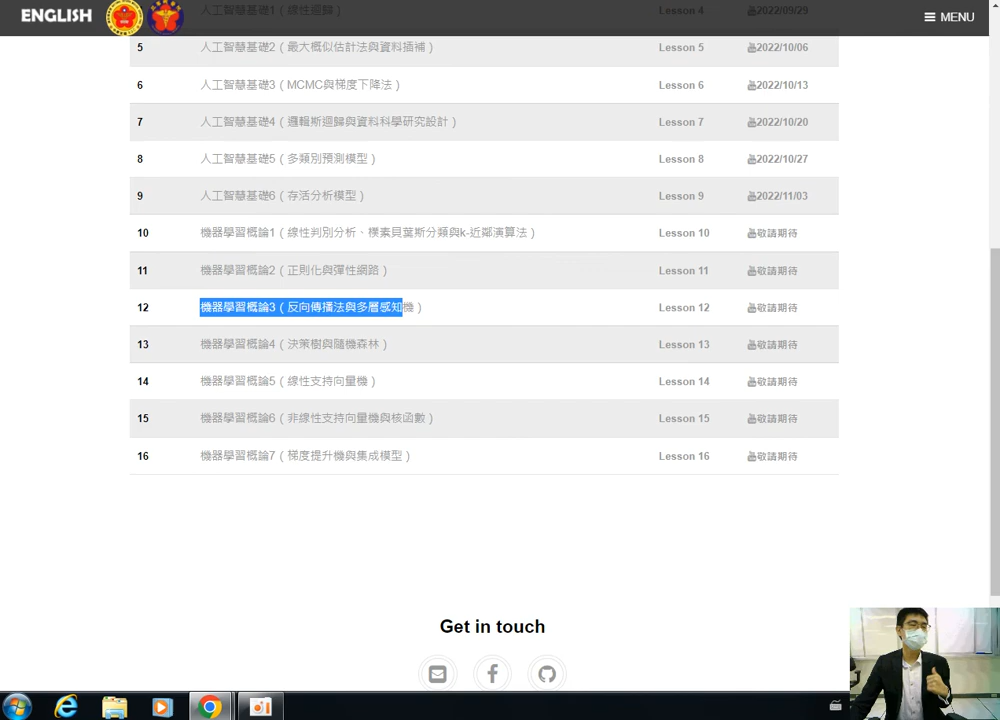 ENGLISH
MENU
人工智慧基礎1（線性迴歸） Lesson 4 2022/09/29
5 人工智慧基礎2（最大概似估計法與資料插補） Lesson 5 2022/10/06
6 人工智慧基礎3（MCMC與梯度下降法） Lesson 6 2022/10/13
7 人工智慧基礎4（邏輯斯迴歸與資料科學研究設計） Lesson 7 2022/10/20
8 人工智慧基礎5（多類別預測模型） Lesson 8 2022/10/27
9 人工智慧基礎6（存活分析模型） Lesson 9 2022/11/03
10 機器學習概論1（線性判別分析、樸素貝葉斯分類與k-近鄰演算法） Lesson 10 敬請期待
11 機器學習概論2（正則化與彈性網路） Lesson 11 敬請期待
12 機器學習概論3（反向傳播法與多層感知機） Lesson 12 敬請期待
13 機器學習概論4（決策樹與隨機森林） Lesson 13 敬請期待
14 機器學習概論5（線性支持向量機） Lesson 14 敬請期待
15 機器學習概論6（非線性支持向量機與核函數） Lesson 15 敬請期待
16 機器學習概論7（梯度提升機與集成模型） Lesson 16 敬請期待
Get in touch